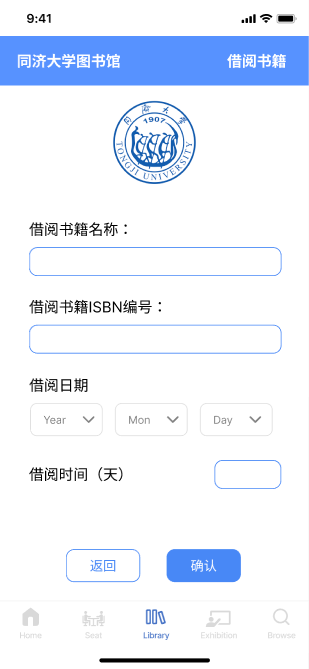 9:41
同济大学图书馆 借阅书籍
同济大学
1907
TONGJI UNIVERSITY
借阅书籍名称：
借阅书籍ISBN编号：
借阅日期
Year Mon Day
借阅时间（天）
返回 确认
Home Seat Library Exhibition Browse